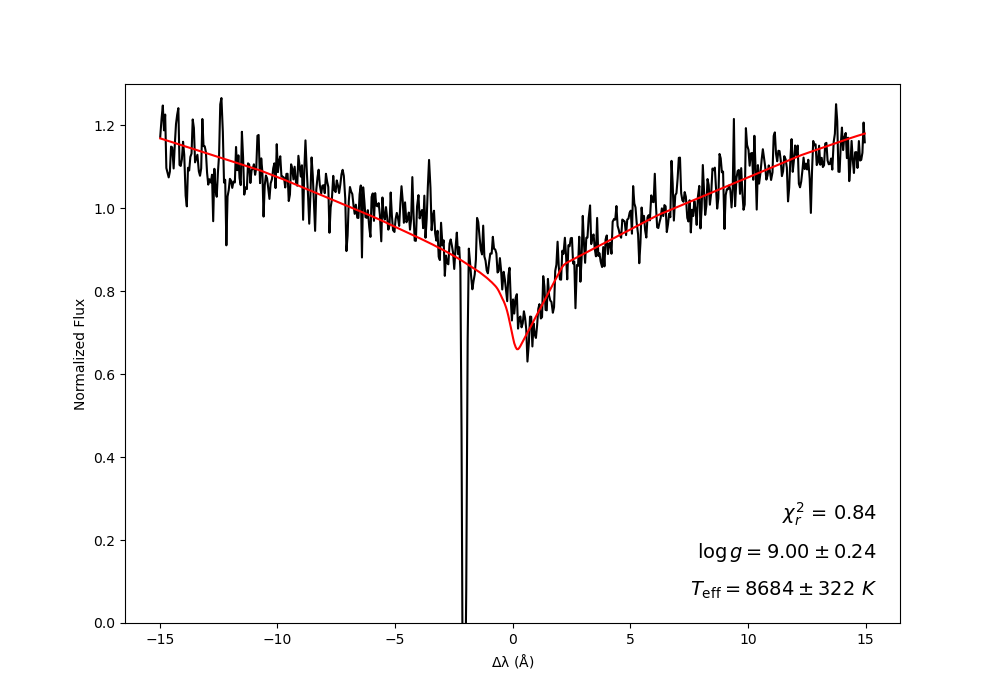 1.2
1.0
0.8
0.6
0.4
0.2
0.0
Normalized Flux
χ²ᵣ = 0.84
log g = 9.00 ± 0.24
T_eff = 8684 ± 322 K
−15 −10 −5 0 5 10 15
Δλ (Å)